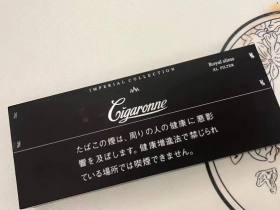 IMPERIAL COLLECTION
Royal slims
XL FILTER
Cigaronne
たばこの煙は、周りの人の健康に悪影
響を及ぼします。健康増進法で禁じられ
ている場所では喫煙できません。